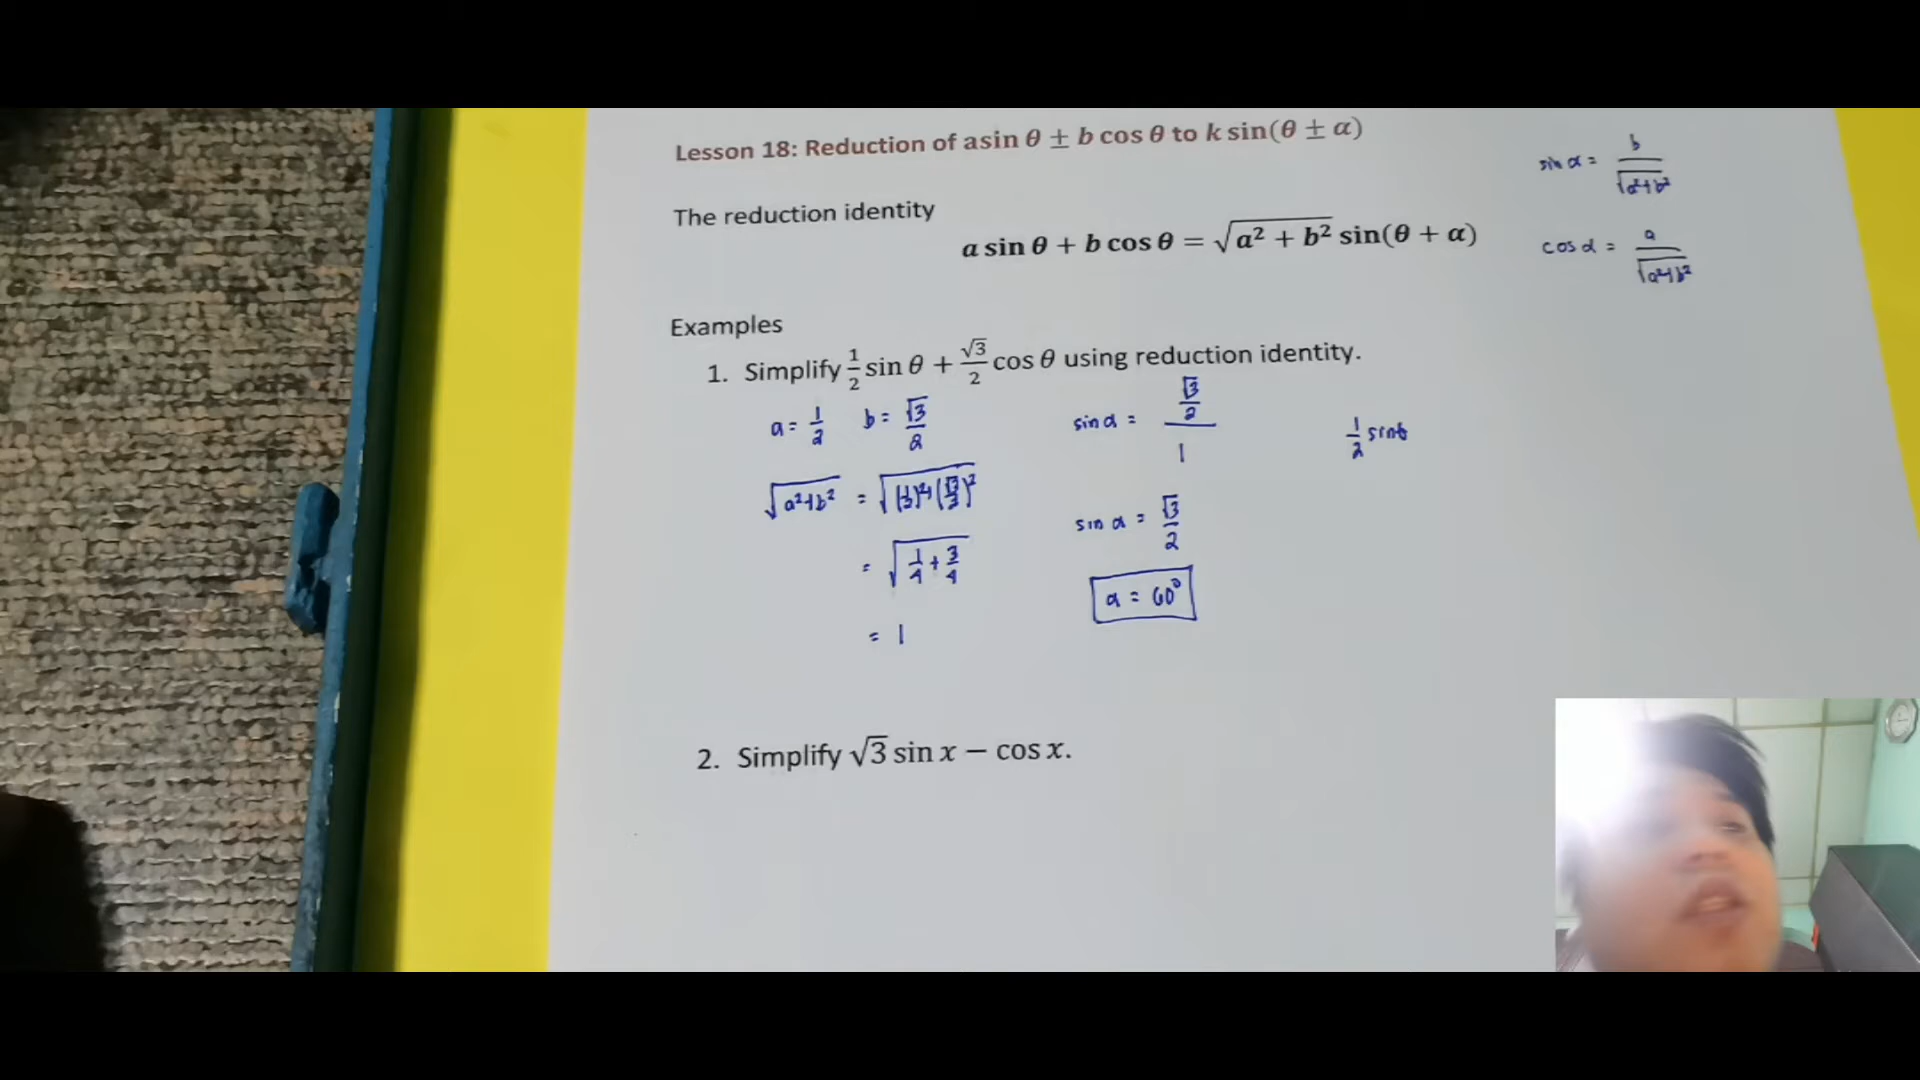 Lesson 18: Reduction of asin θ ± b cos θ to k sin(θ ± α)
sin α = b/√a²+b²
The reduction identity
a sin θ + b cos θ = √a² + b² sin(θ + α)
cos α = a/√a²+b²
Examples
1. Simplify 1/2 sin θ + √3/2 cos θ using reduction identity.
a = 1/2 b = √3/2
sin α = √3/2 / 1
1/2 sinθ
√a²+b² = √(1/2)²+(√3/2)²
sin α = √3/2
= √1/4 + 3/4
α = 60°
= 1
2. Simplify √3 sin x − cos x.